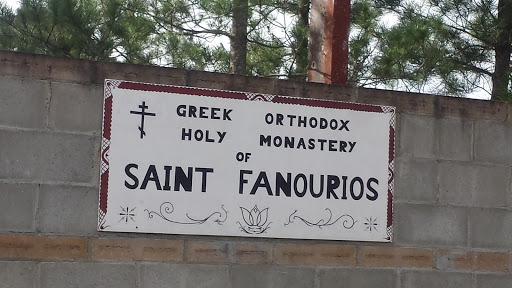 GREEK ORTHODOX
HOLY MONASTERY
OF
SAINT FANOURIOS